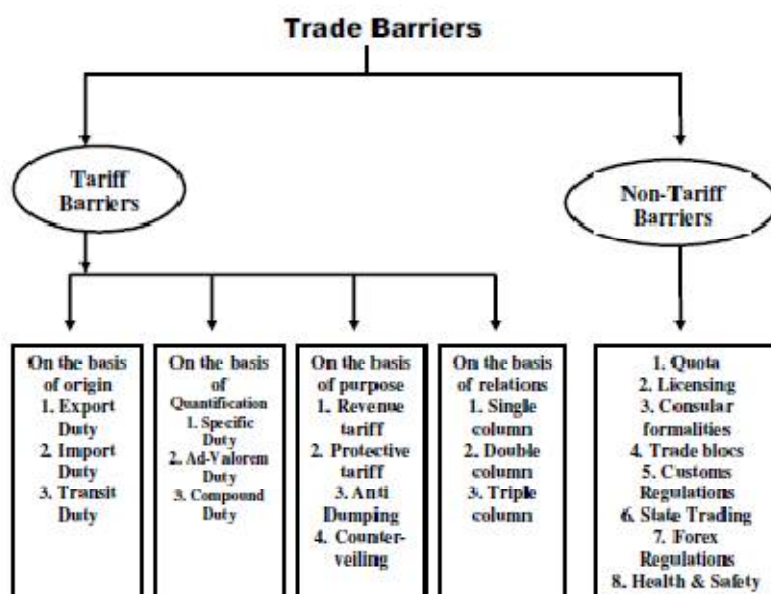 Trade Barriers
Tariff
Barriers
Non-Tariff
Barriers
On the basis
of origin
1. Export
Duty
2. Import
Duty
3. Transit
Duty
On the basis
of
Quantification
1. Specific
Duty
2. Ad-Valorem
Duty
3. Compound
Duty
On the basis
of purpose
1. Revenue
tariff
2. Protective
tariff
3. Anti
Dumping
4. Counter-
veiling
On the basis
of relations
1. Single
column
2. Double
column
3. Triple
column
1. Quota
2. Licensing
3. Consular
formalities
4. Trade blocs
5. Customs
Regulations
6. State Trading
7. Forex
Regulations
8. Health & Safety